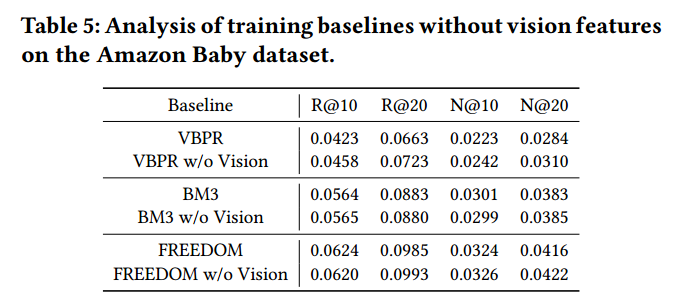 Table 5: Analysis of training baselines without vision features
on the Amazon Baby dataset.
Baseline R@10 R@20 N@10 N@20
VBPR 0.0423 0.0663 0.0223 0.0284
VBPR w/o Vision 0.0458 0.0723 0.0242 0.0310
BM3 0.0564 0.0883 0.0301 0.0383
BM3 w/o Vision 0.0565 0.0880 0.0299 0.0385
FREEDOM 0.0624 0.0985 0.0324 0.0416
FREEDOM w/o Vision 0.0620 0.0993 0.0326 0.0422